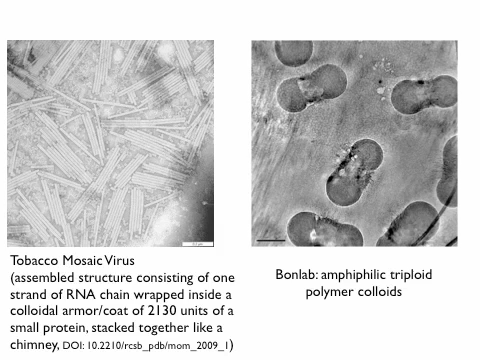 Tobacco Mosaic Virus
(assembled structure consisting of one
strand of RNA chain wrapped inside a
colloidal armor/coat of 2130 units of a
small protein, stacked together like a
chimney, DOI: 10.2210/rcsb_pdb/mom_2009_1)
Bonlab: amphiphilic triploid
polymer colloids